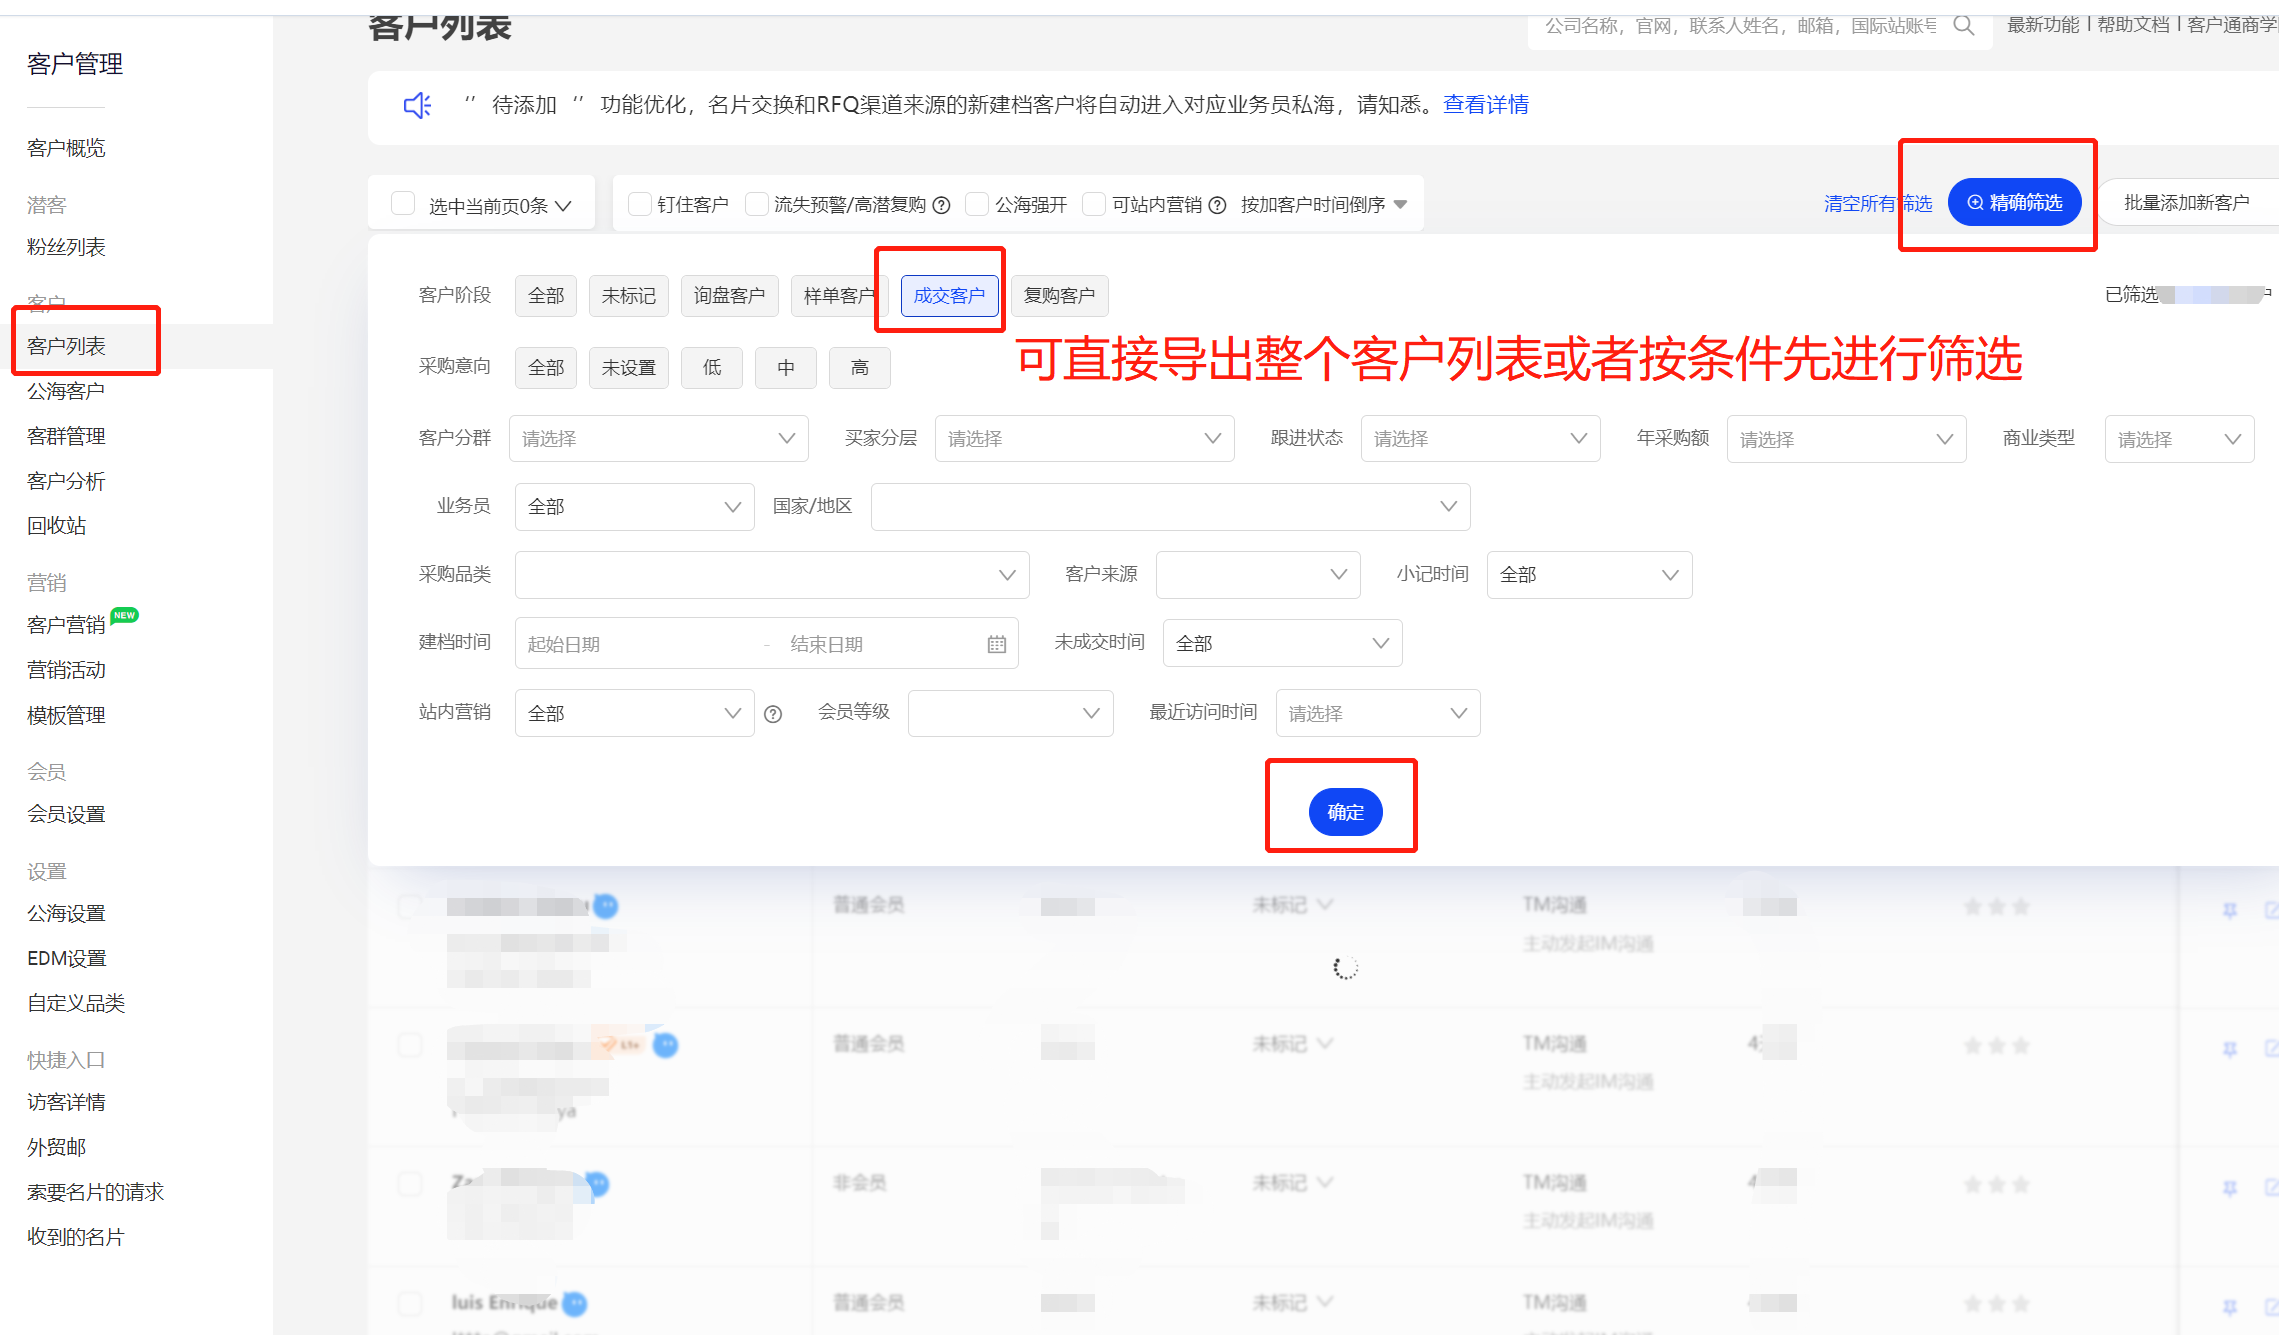 客户列表
公司名称，官网，联系人姓名，邮箱，国际站账号
最新功能 | 帮助文档 | 客户通商学
客户管理
客户概览
潜客
粉丝列表
客户
客户列表
公海客户
客群管理
客户分析
回收站
营销
客户营销 NEW
营销活动
模板管理
会员
会员设置
设置
公海设置
EDM设置
自定义品类
快捷入口
访客详情
外贸邮
索要名片的请求
收到的名片
‘’ 待添加 ‘’ 功能优化，名片交换和RFQ渠道来源的新建档客户将自动进入对应业务员私海，请知悉。查看详情
选中当前页0条
钉住客户 流失预警/高潜复购 公海强开 可站内营销 按加客户时间倒序
清空所有筛选 精确筛选 批量添加新客户
客户阶段 全部 未标记 询盘客户 样单客户 成交客户 复购客户
已筛选
采购意向 全部 未设置 低 中 高
可直接导出整个客户列表或者按条件先进行筛选
客户分群 请选择 买家分层 请选择 跟进状态 请选择 年采购额 请选择 商业类型 请选择
业务员 全部 国家/地区
采购品类 客户来源 小记时间 全部
建档时间 起始日期 - 结束日期 未成交时间 全部
站内营销 全部 会员等级 最近访问时间 请选择
确定
普通会员 未标记 TM沟通
主动发起IM沟通
L1+ 普通会员 未标记 TM沟通 4
主动发起IM沟通
ya
Za 非会员 未标记 TM沟通 4
主动发起IM沟通
luis Enrique 普通会员 未标记 TM沟通